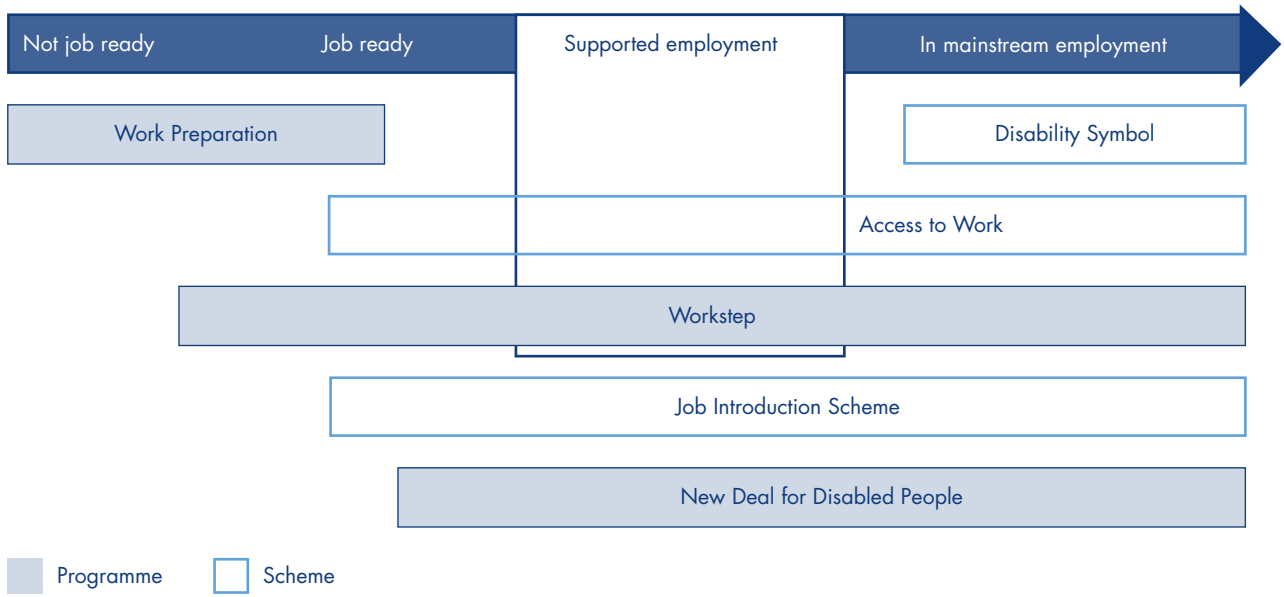 Not job ready
Job ready
Supported employment
In mainstream employment
Work Preparation
Disability Symbol
Access to Work
Workstep
Job Introduction Scheme
New Deal for Disabled People
Programme
Scheme